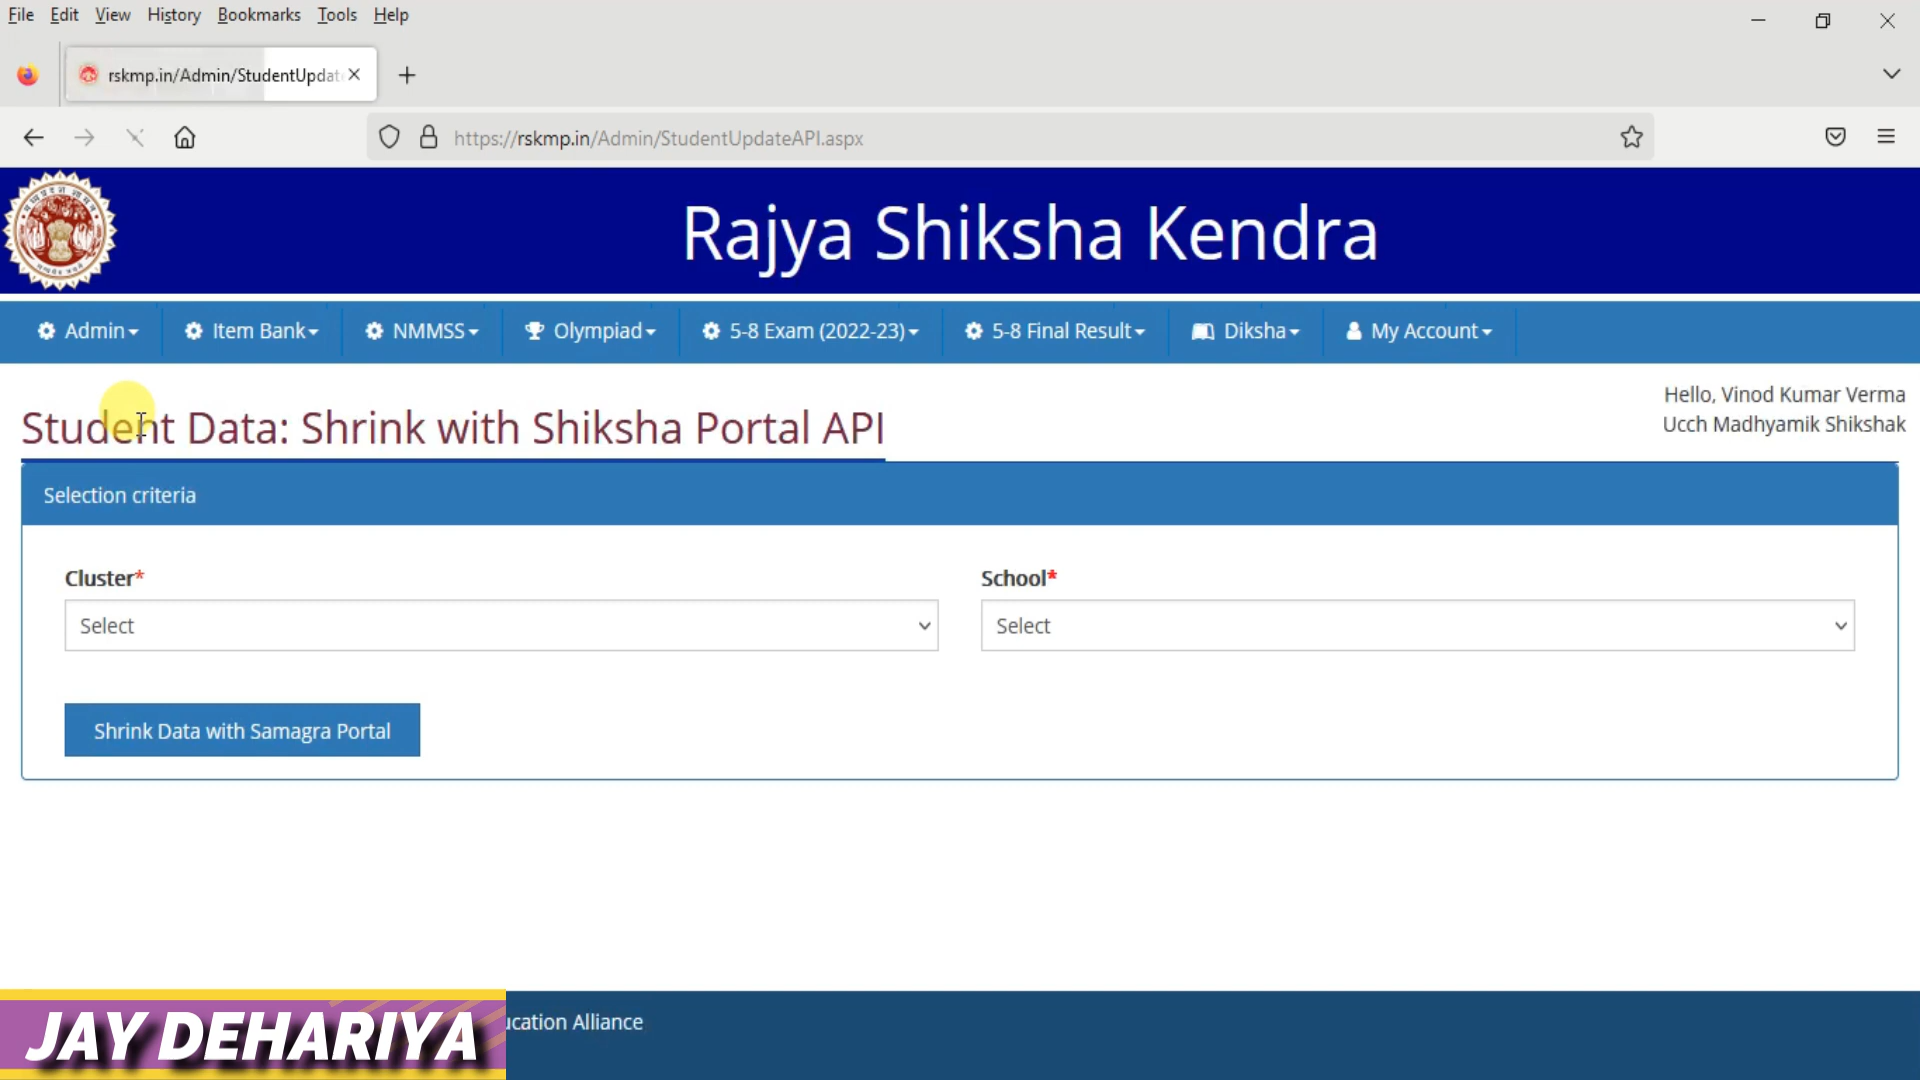 File Edit View History Bookmarks Tools Help
rskmp.in/Admin/StudentUpdat
https://rskmp.in/Admin/StudentUpdateAPI.aspx
Rajya Shiksha Kendra
Admin Item Bank NMMSS Olympiad 5-8 Exam (2022-23) 5-8 Final Result Diksha My Account
Hello, Vinod Kumar Verma
Ucch Madhyamik Shikshak
Student Data: Shrink with Shiksha Portal API
Selection criteria
Cluster* School*
Select Select
Shrink Data with Samagra Portal
JAY DEHARIYA
ucation Alliance